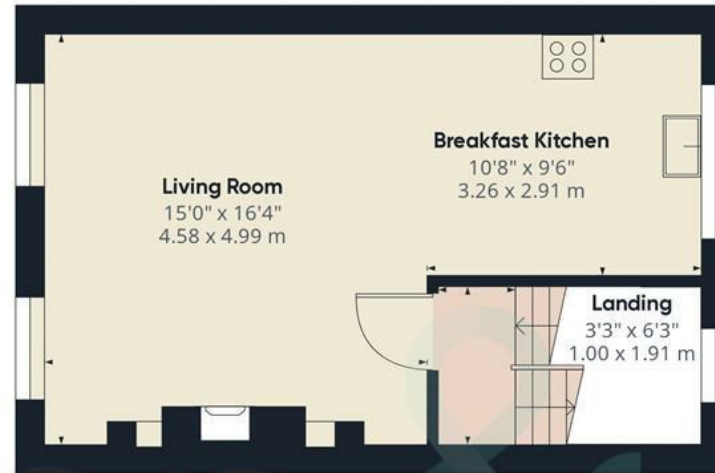 Living Room
15'0" x 16'4"
4.58 x 4.99 m
Breakfast Kitchen
10'8" x 9'6"
3.26 x 2.91 m
Landing
3'3" x 6'3"
1.00 x 1.91 m